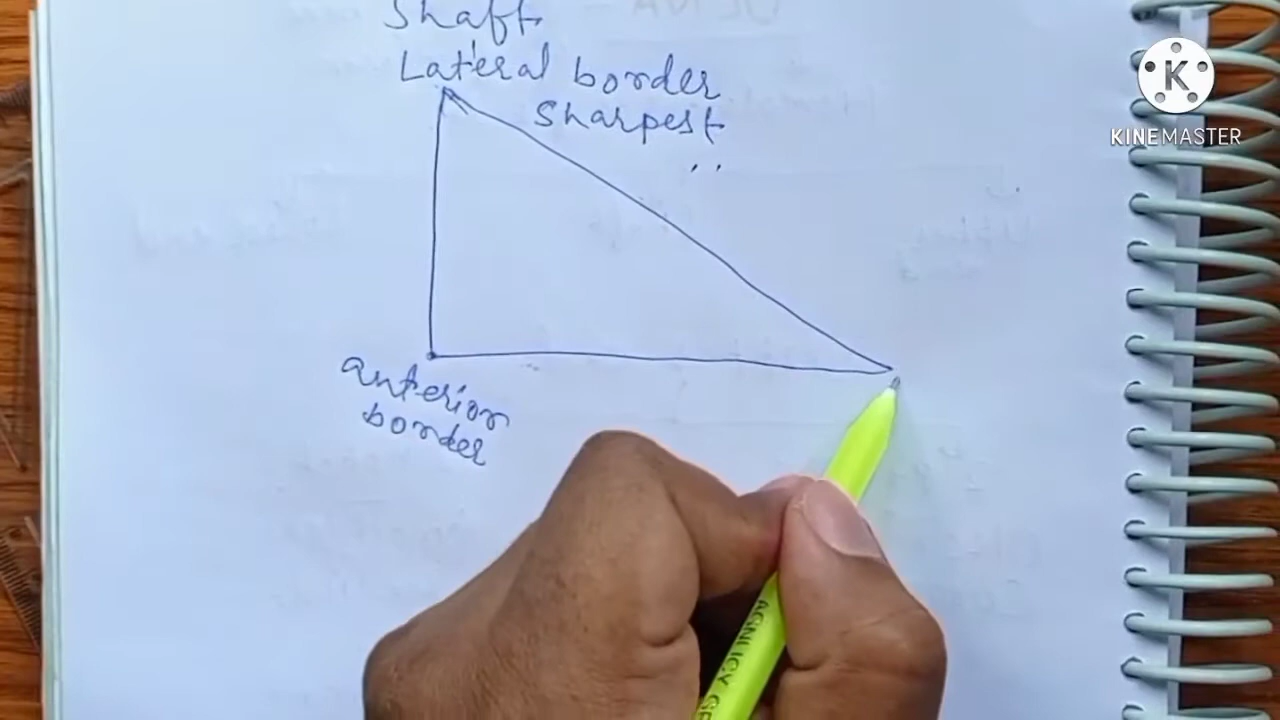 Shaft
Lateral border
Sharpest
anterior
border
KINEMASTER